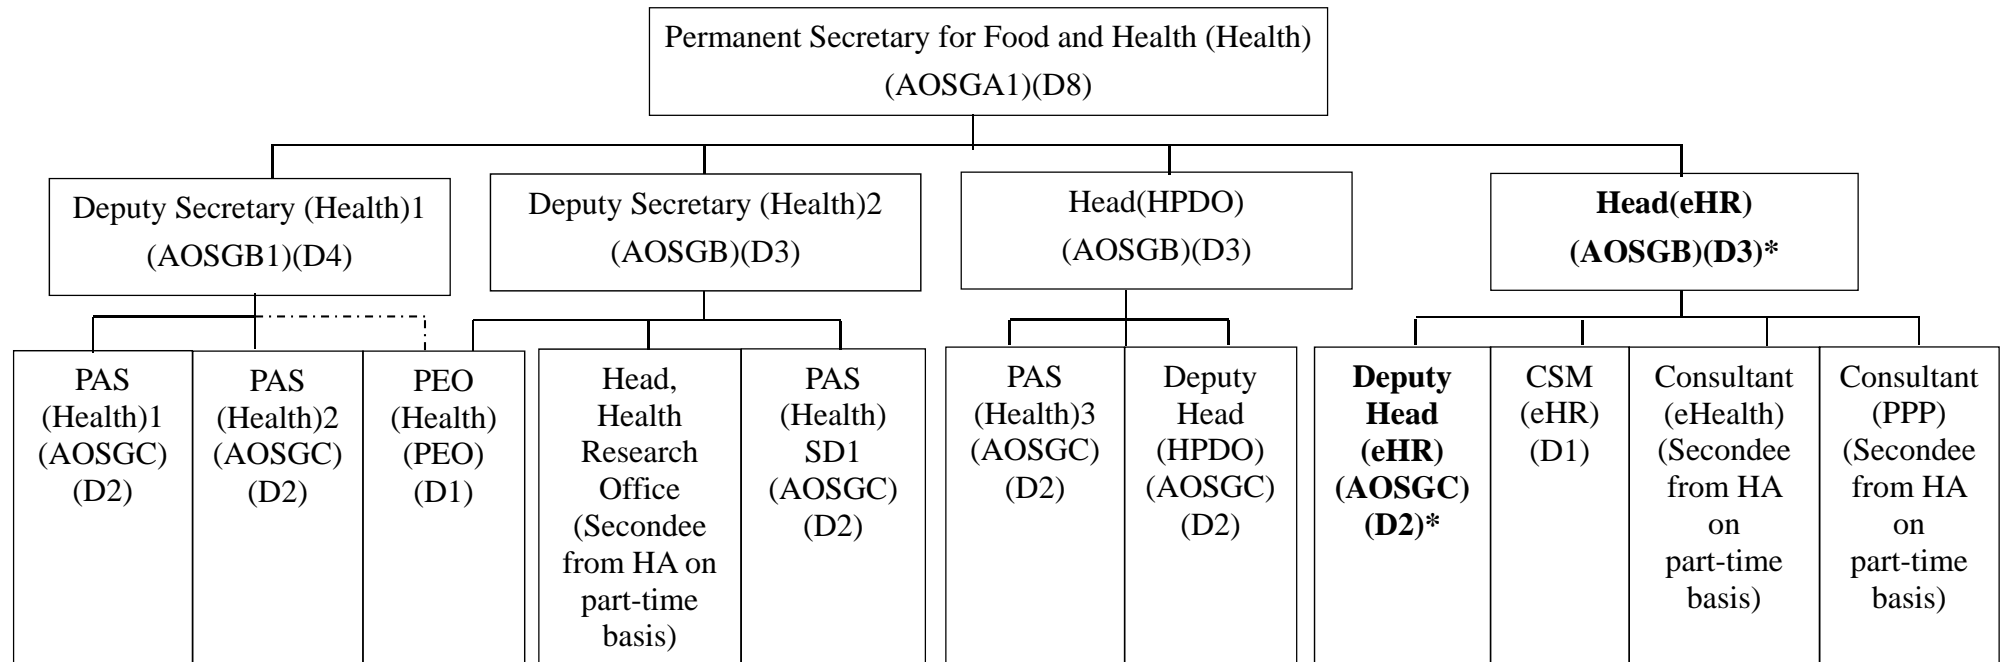 Permanent Secretary for Food and Health (Health)
(AOSGA1)(D8)
Deputy Secretary (Health)1
(AOSGB1)(D4)
Deputy Secretary (Health)2
(AOSGB)(D3)
Head(HPDO)
(AOSGB)(D3)
Head(eHR)
(AOSGB)(D3)*
PAS
(Health)1
(AOSGC)
(D2)
PAS
(Health)2
(AOSGC)
(D2)
PEO
(Health)
(PEO)
(D1)
Head,
Health
Research
Office
(Secondee
from HA on
part-time
basis)
PAS
(Health)
SD1
(AOSGC)
(D2)
PAS
(Health)3
(AOSGC)
(D2)
Deputy
Head
(HPDO)
(AOSGC)
(D2)
Deputy
Head
(eHR)
(AOSGC)
(D2)*
CSM
(eHR)
(D1)
Consultant
(eHealth)
(Secondee
from HA
on
part-time
basis)
Consultant
(PPP)
(Secondee
from HA
on
part-time
basis)